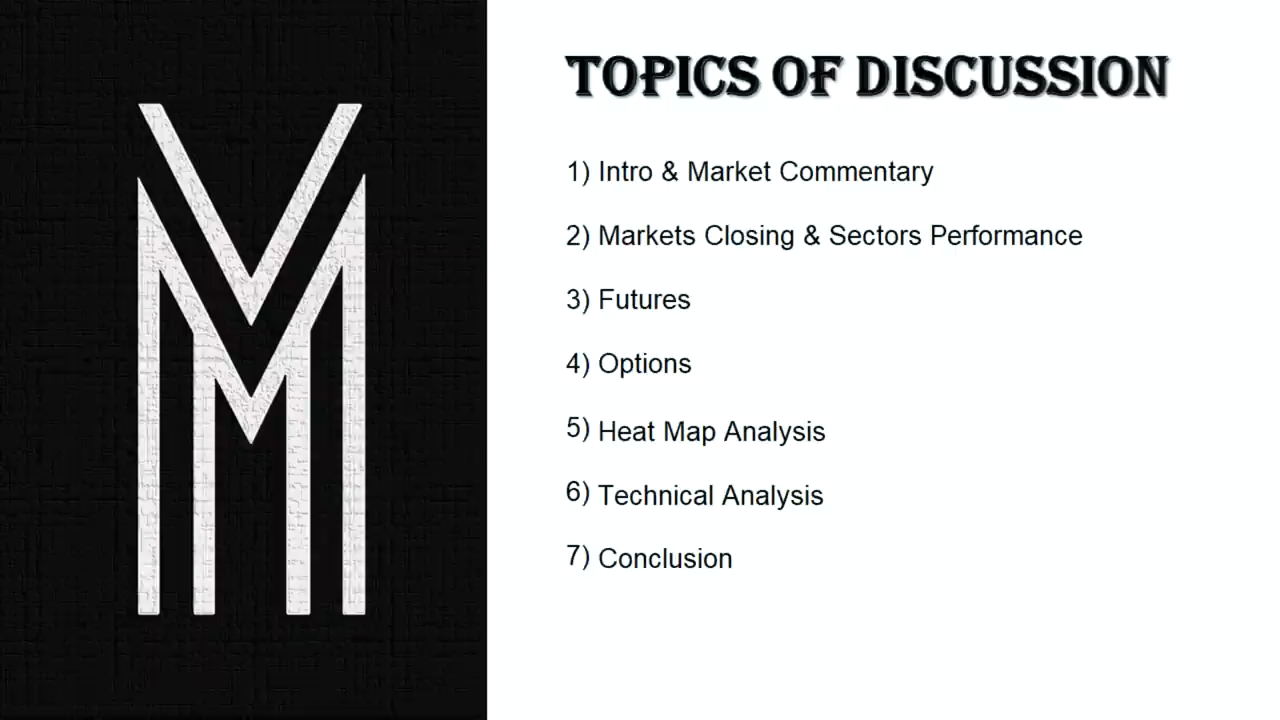 TOPICS OF DISCUSSION
1) Intro & Market Commentary
2) Markets Closing & Sectors Performance
3) Futures
4) Options
5) Heat Map Analysis
6) Technical Analysis
7) Conclusion